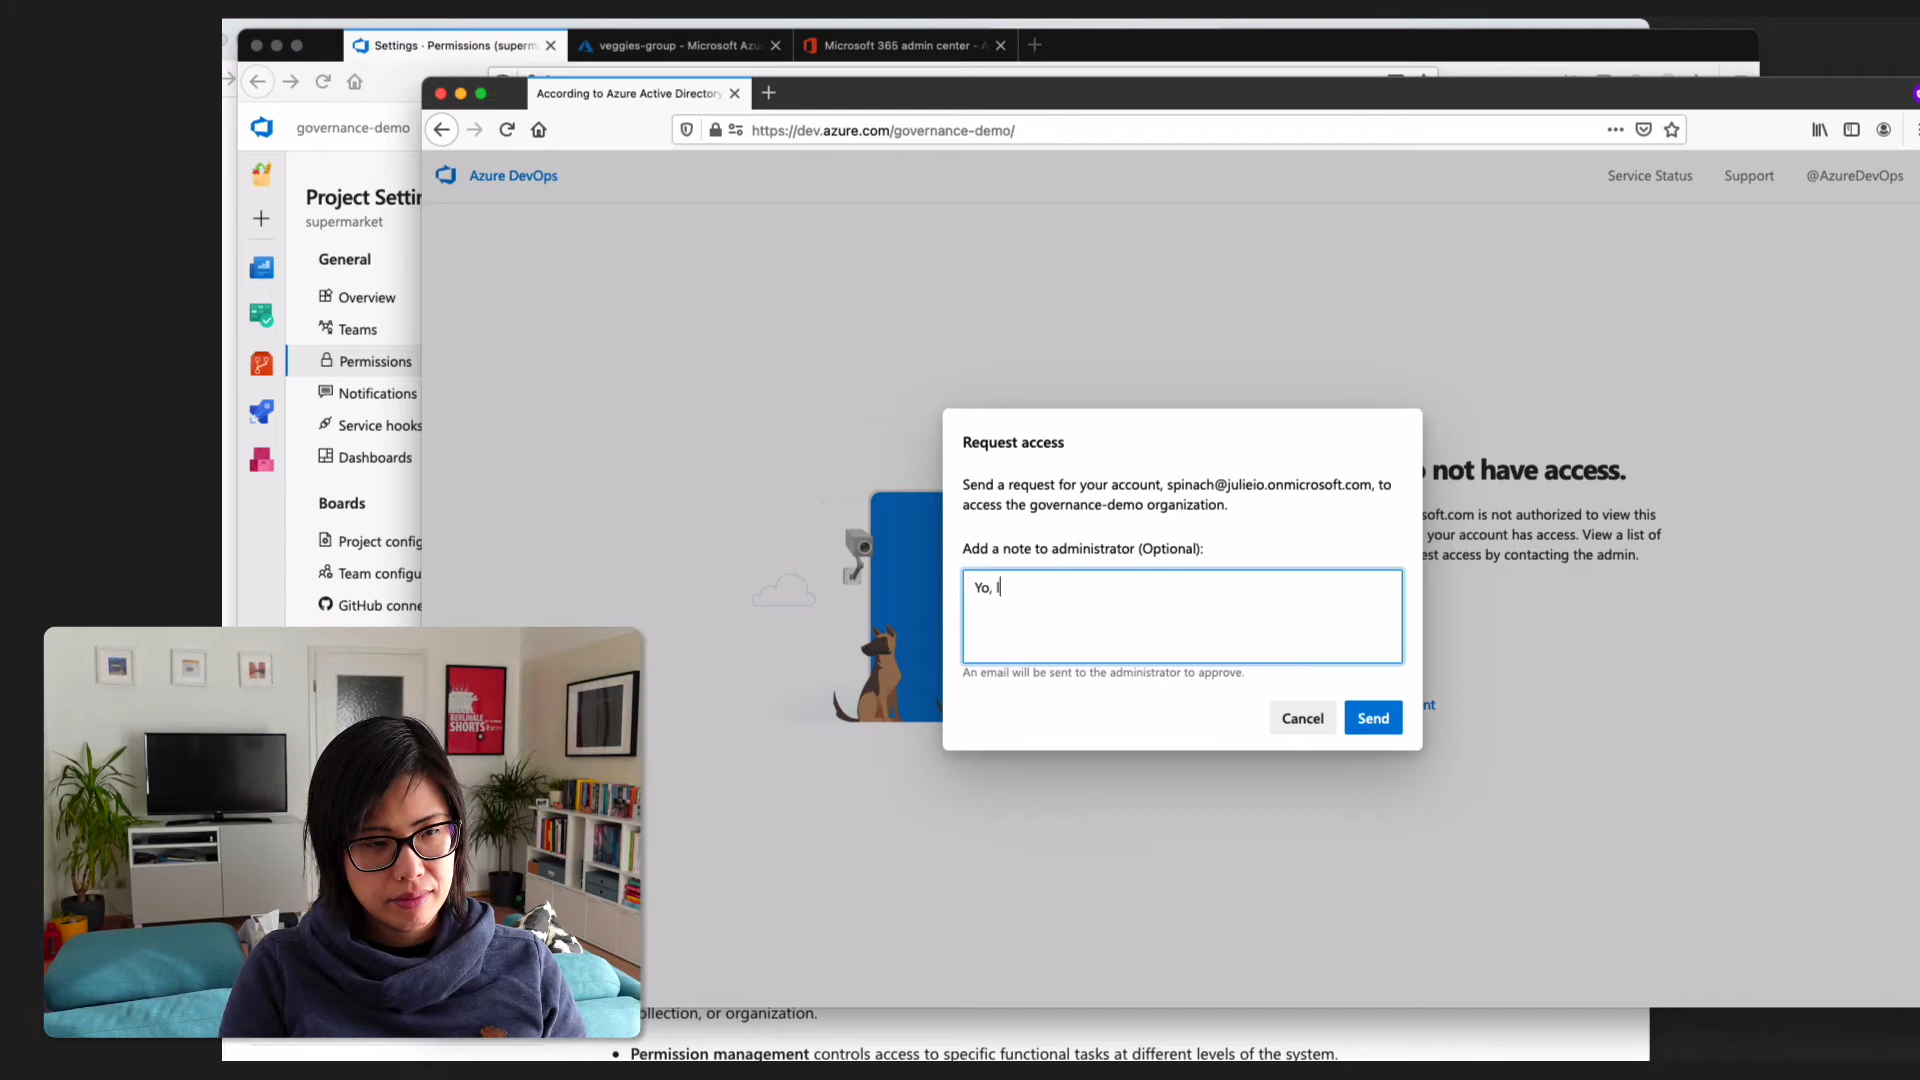 Settings · Permissions (superm
veggies-group - Microsoft Azu
Microsoft 365 admin center - A
According to Azure Active Directory
governance-demo
https://dev.azure.com/governance-demo/
Azure DevOps
Service Status
Support
@AzureDevOps
Project Settin
supermarket
General
Overview
Teams
Permissions
Notifications
Service hooks
Dashboards
Boards
Project config
Team configu
GitHub conne
Request access
Send a request for your account, spinach@julieio.onmicrosoft.com, to
access the governance-demo organization.
Add a note to administrator (Optional):
Yo, I
An email will be sent to the administrator to approve.
Cancel
Send
not have access.
soft.com is not authorized to view this
your account has access. View a list of
est access by contacting the admin.
nt
BERLINALE
SHORTS
ollection, or organization.
• Permission management controls access to specific functional tasks at different levels of the system.